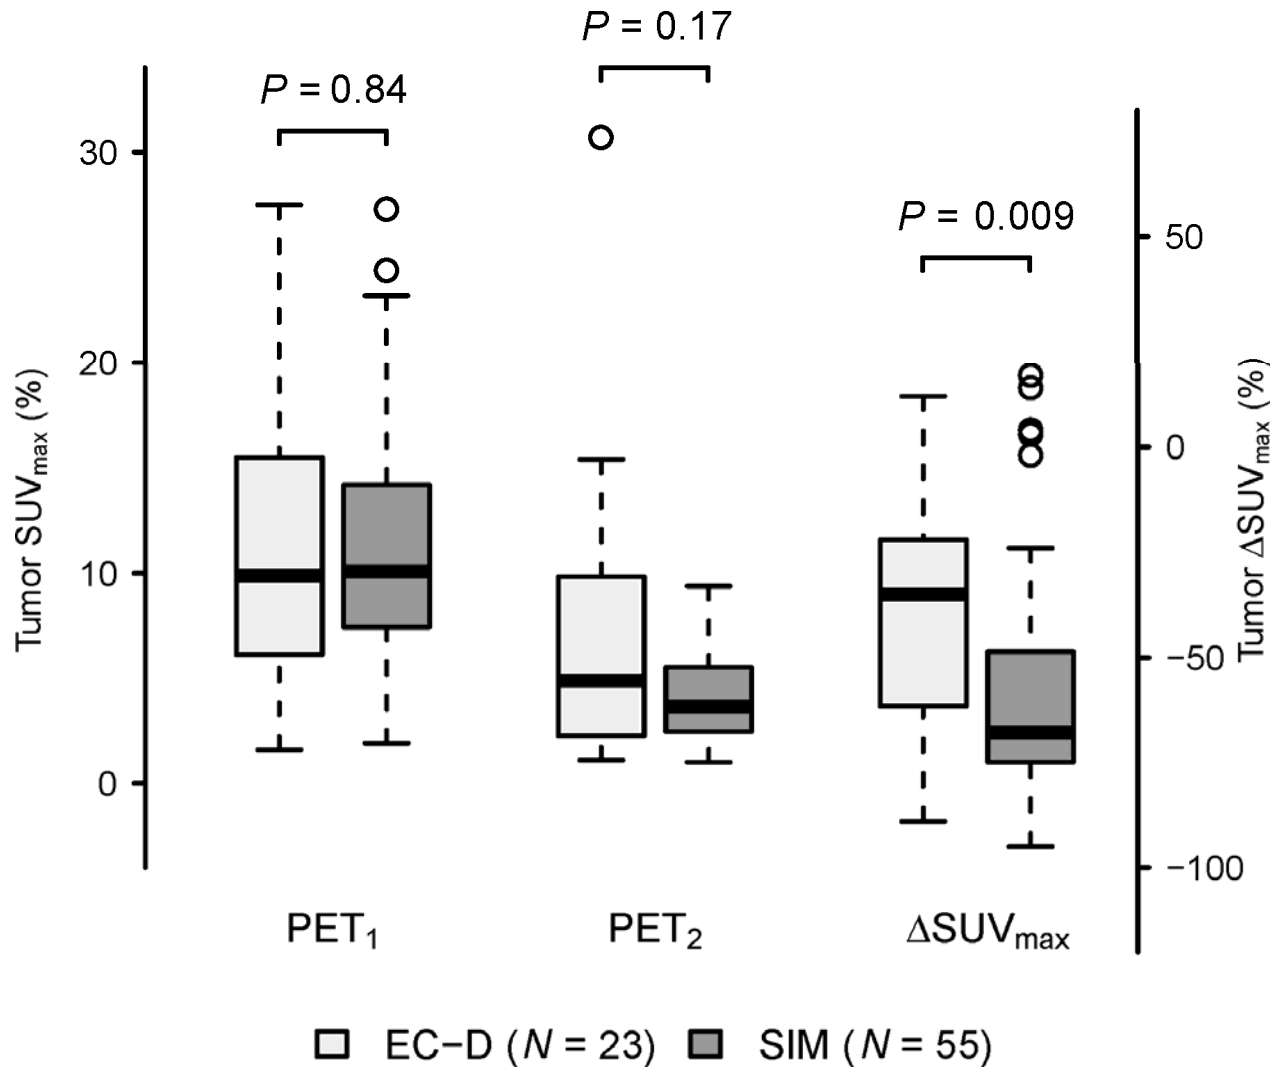 P = 0.17
P = 0.84
30
P = 0.009
50
20
0
10
−50
0
−100
Tumor SUVmax (%)
Tumor ΔSUVmax (%)
PET1
PET2
ΔSUVmax
EC−D (N = 23)
SIM (N = 55)